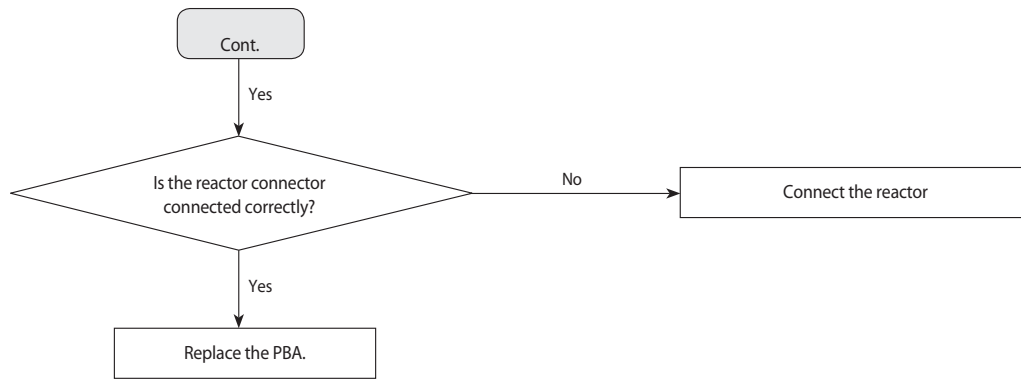 Cont.
Yes
Is the reactor connector
connected correctly?
No
Connect the reactor
Yes
Replace the PBA.